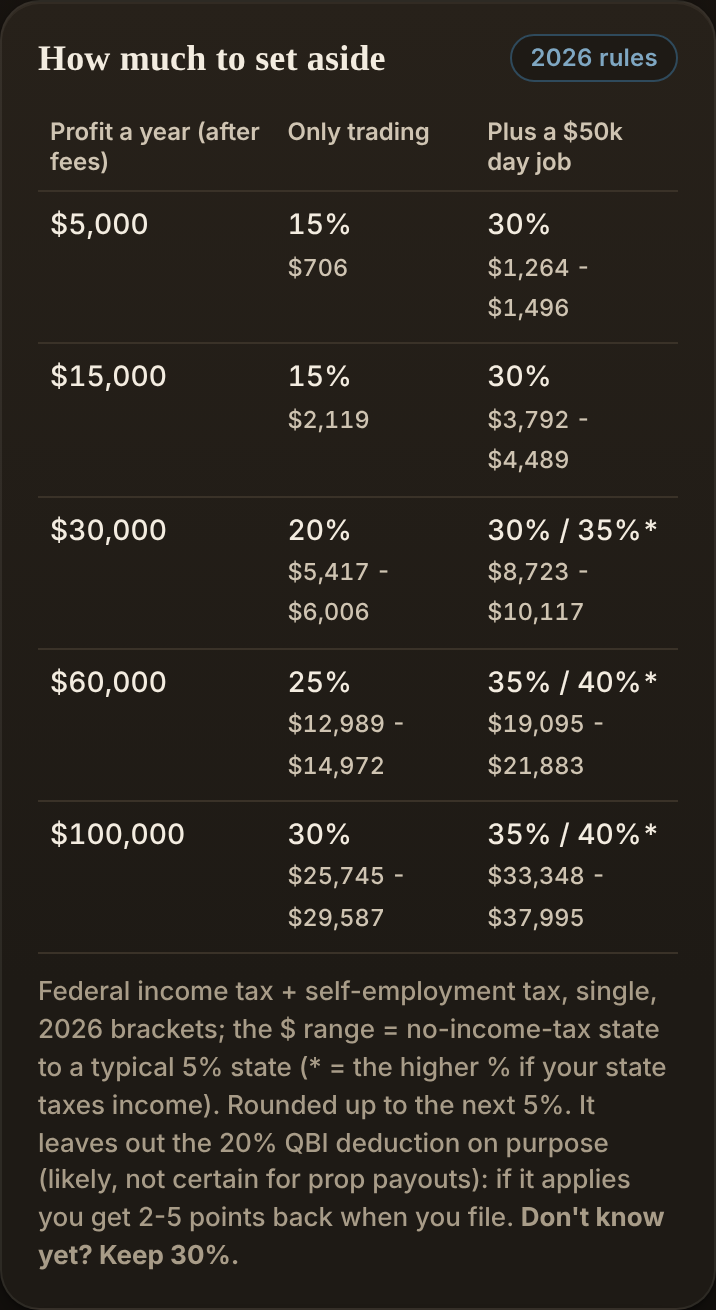 How much to set aside
2026 rules
Profit a year (after fees)
Only trading
Plus a $50k day job
$5,000
15%
$706
30%
$1,264 -
$1,496
$15,000
15%
$2,119
30%
$3,792 -
$4,489
$30,000
20%
$5,417 -
$6,006
30% / 35%*
$8,723 -
$10,117
$60,000
25%
$12,989 -
$14,972
35% / 40%*
$19,095 -
$21,883
$100,000
30%
$25,745 -
$29,587
35% / 40%*
$33,348 -
$37,995
Federal income tax + self-employment tax, single,
2026 brackets; the $ range = no-income-tax state
to a typical 5% state (* = the higher % if your state
taxes income). Rounded up to the next 5%. It
leaves out the 20% QBI deduction on purpose
(likely, not certain for prop payouts): if it applies
you get 2-5 points back when you file. Don't know
yet? Keep 30%.